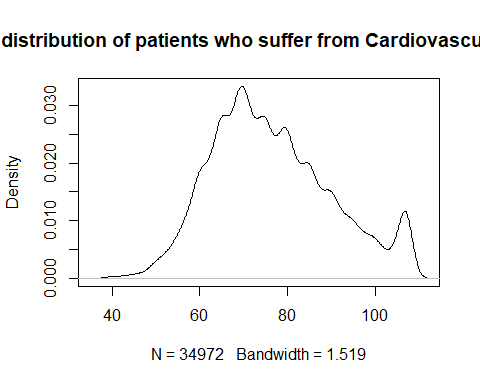 distribution of patients who suffer from Cardiovascu
Density
0.000
0.010
0.020
0.030
40 60 80 100
N = 34972 Bandwidth = 1.519